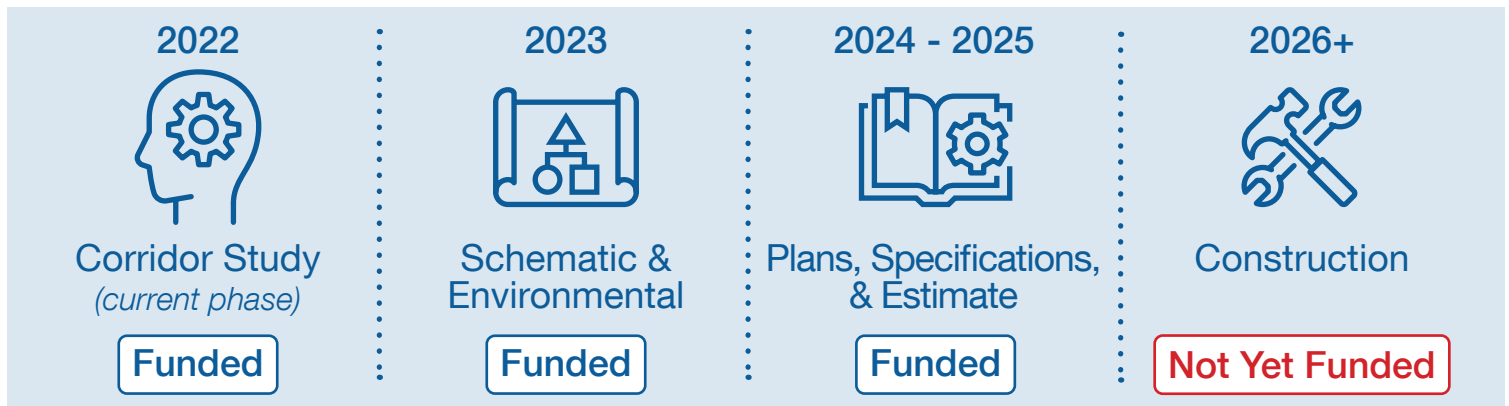 2022
Corridor Study
(current phase)
Funded
2023
Schematic &
Environmental
Funded
2024 - 2025
Plans, Specifications,
& Estimate
Funded
2026+
Construction
Not Yet Funded